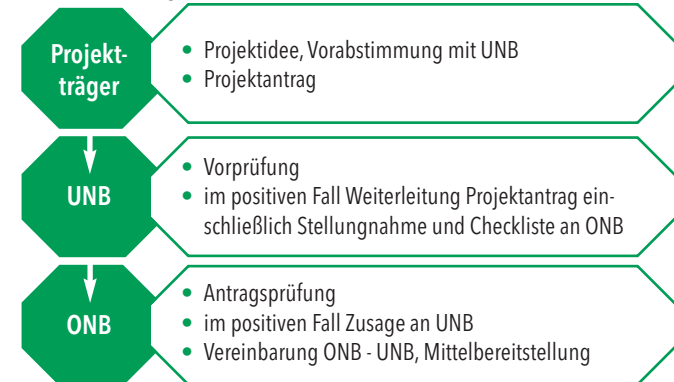 Projekt-
träger
• Projektidee, Vorabstimmung mit UNB
• Projektantrag
UNB
• Vorprüfung
• im positiven Fall Weiterleitung Projektantrag ein-
schließlich Stellungnahme und Checkliste an ONB
ONB
• Antragsprüfung
• im positiven Fall Zusage an UNB
• Vereinbarung ONB - UNB, Mittelbereitstellung